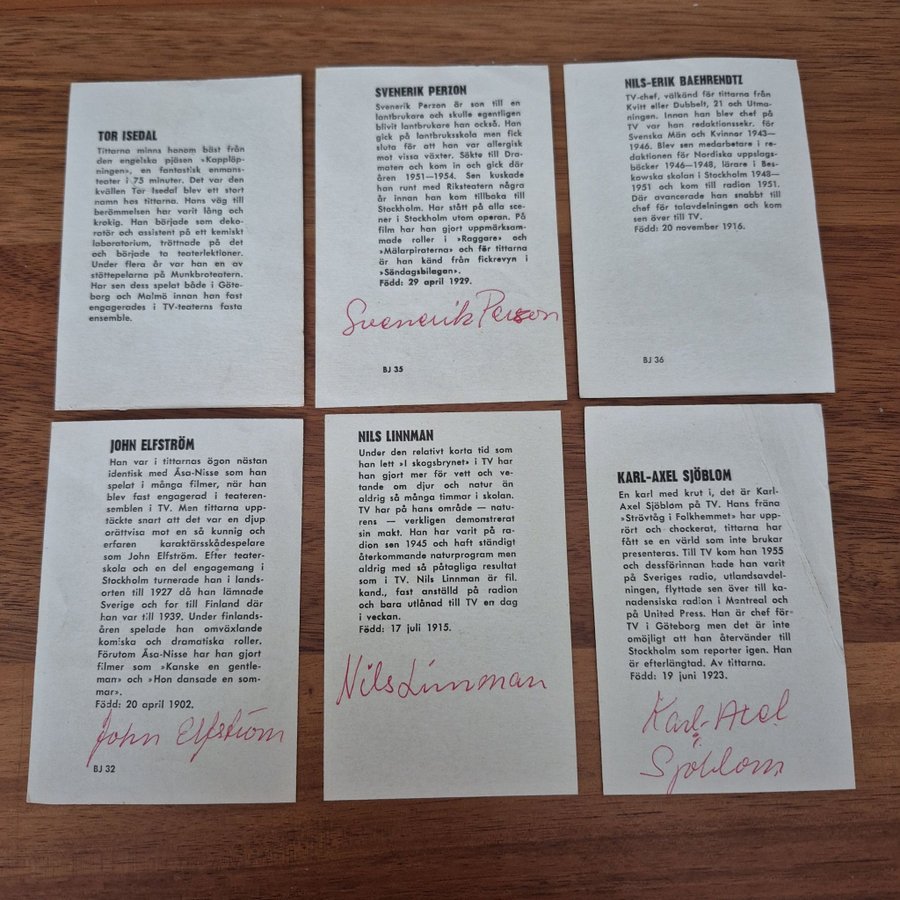 TOR ISEDAL
Tittarna minns honom bäst från
den engelska pjäsen »Kapplöp-
ningen», en fantastisk enmans-
teater i 75 minuter. Det var den
kvällen Tor Isedal blev ett stort
namn hos tittarna. Hans väg till
berömmelsen har varit lång och
krokig. Han började som deko-
ratör och assistent på ett kemiskt
laboratorium, tröttnade på det
och började ta teaterlektioner.
Under flera år var han en av
stöttepelarna på Munkbroteatern.
Har sen dess spelat både i Göte-
borg och Malmö innan han fast
engagerades i TV-teaterns fasta
ensemble.
SVENERIK PERZON
Svenerik Perzon är son till en
lantbrukare och skulle egentligen
blivit lantbrukare han också. Han
gick på lantbruksskola men fick
sluta för att han var allergisk
mot vissa växter. Sökte till Dra-
maten och kom in och gick där
åren 1951—1954. Sen kuskade
han runt med Riksteatern några
år innan han kom tillbaka till
Stockholm. Har stått på alla sce-
ner i Stockholm utom operan. På
film har han gjort uppmärksam-
made roller i »Raggare» och
»Mälarpiraterna» och för tittarna
är han känd från fickrevyn i
»Söndagsbilagan».
Född: 29 april 1929.
Svenerik Perzon
BJ 35
NILS-ERIK BAEHRENDTZ
TV-chef, välkänd för tittarna från
Kvitt eller Dubbelt, 21 och Utma-
ningen. Innan han blev chef på
TV var han redaktionssekr. för
Svenska Män och Kvinnor 1943—
1946. Blev sen medarbetare i re-
daktionen för Nordiska uppslags-
böcker 1946—1948, lärare i Bes-
kowska skolan i Stockholm 1948—
1951 och kom till radion 1951.
Där avancerade han snabbt till
chef för talavdelningen och kom
sen över till TV.
Född: 20 november 1916.
BJ 36
JOHN ELFSTRÖM
Han var i tittarnas ögon nästan
identisk med Åsa-Nisse som han
spelat i många filmer, när han
blev fast engagerad i teateren-
semblen i TV. Men tittarna upp-
täckte snart att det var en djup
orättvisa mot en så kunnig och
erfaren karaktärsskådespelare
som John Elfström. Efter teater-
skola och en del engagemang i
Stockholm turnerade han i lands-
orten till 1927 då han lämnade
Sverige och for till Finland där
han var till 1939. Under finlands-
åren spelade han omväxlande
komiska och dramatiska roller.
Förutom Åsa-Nisse har han gjort
filmer som »Kanske en gentle-
man» och »Hon dansade en som-
mar».
Född: 20 april 1902.
John Elfström
BJ 32
NILS LINNMAN
Under den relativt korta tid som
han lett »I skogsbrynet» i TV har
han gjort mer för vett och ve-
tande om djur och natur än
aldrig så många timmar i skolan.
TV har på hans område — natu-
rens — verkligen demonstrerat
sin makt. Han har varit på ra-
dion sen 1945 och haft ständigt
återkommande naturprogram men
aldrig med så påtagliga resultat
som i TV. Nils Linnman är fil.
kand., fast anställd på radion
och bara utlånad till TV en dag
i veckan.
Född: 17 juli 1915.
Nils Linnman
KARL-AXEL SJÖBLOM
En karl med krut i, det är Karl-
Axel Sjöblom på TV. Hans fräna
»Strövtåg i Folkhemmet» har upp-
rört och chockerat, tittarna har
fått se en värld som inte brukar
presenteras. Till TV kom han 1955
och dessförinnan hade han varit
på Sveriges radio, utlandsavdel-
ningen, flyttade sen över till ka-
nadensiska radion i Montreal och
på United Press. Han är chef för
TV i Göteborg men det är inte
omöjligt att han återvänder till
Stockholm som reporter igen. Han
är efterlängtad. Av tittarna.
Född: 19 juni 1923.
Karl-Axel
Sjöblom